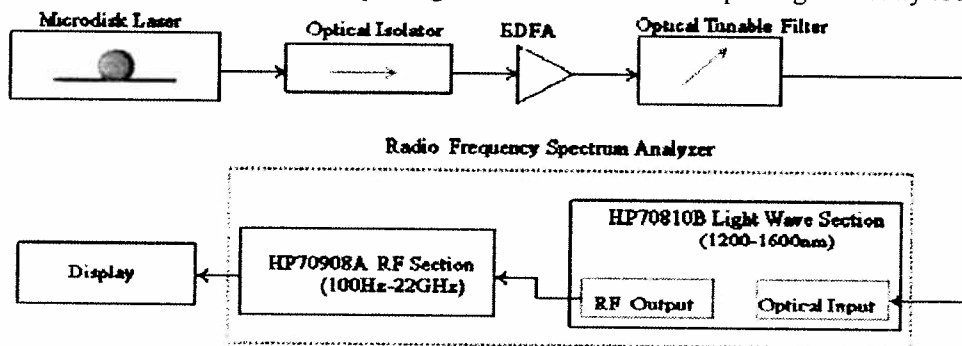 Microdisk Laser
Optical Isolator
EDFA
Optical Tunable Filter
Radio Frequency Spectrum Analyzer
HP70810B Light Wave Section
(1200-1600nm)
HP70908A RF Section
(100Hz-22GHz)
Display
RF Output
Optical Input